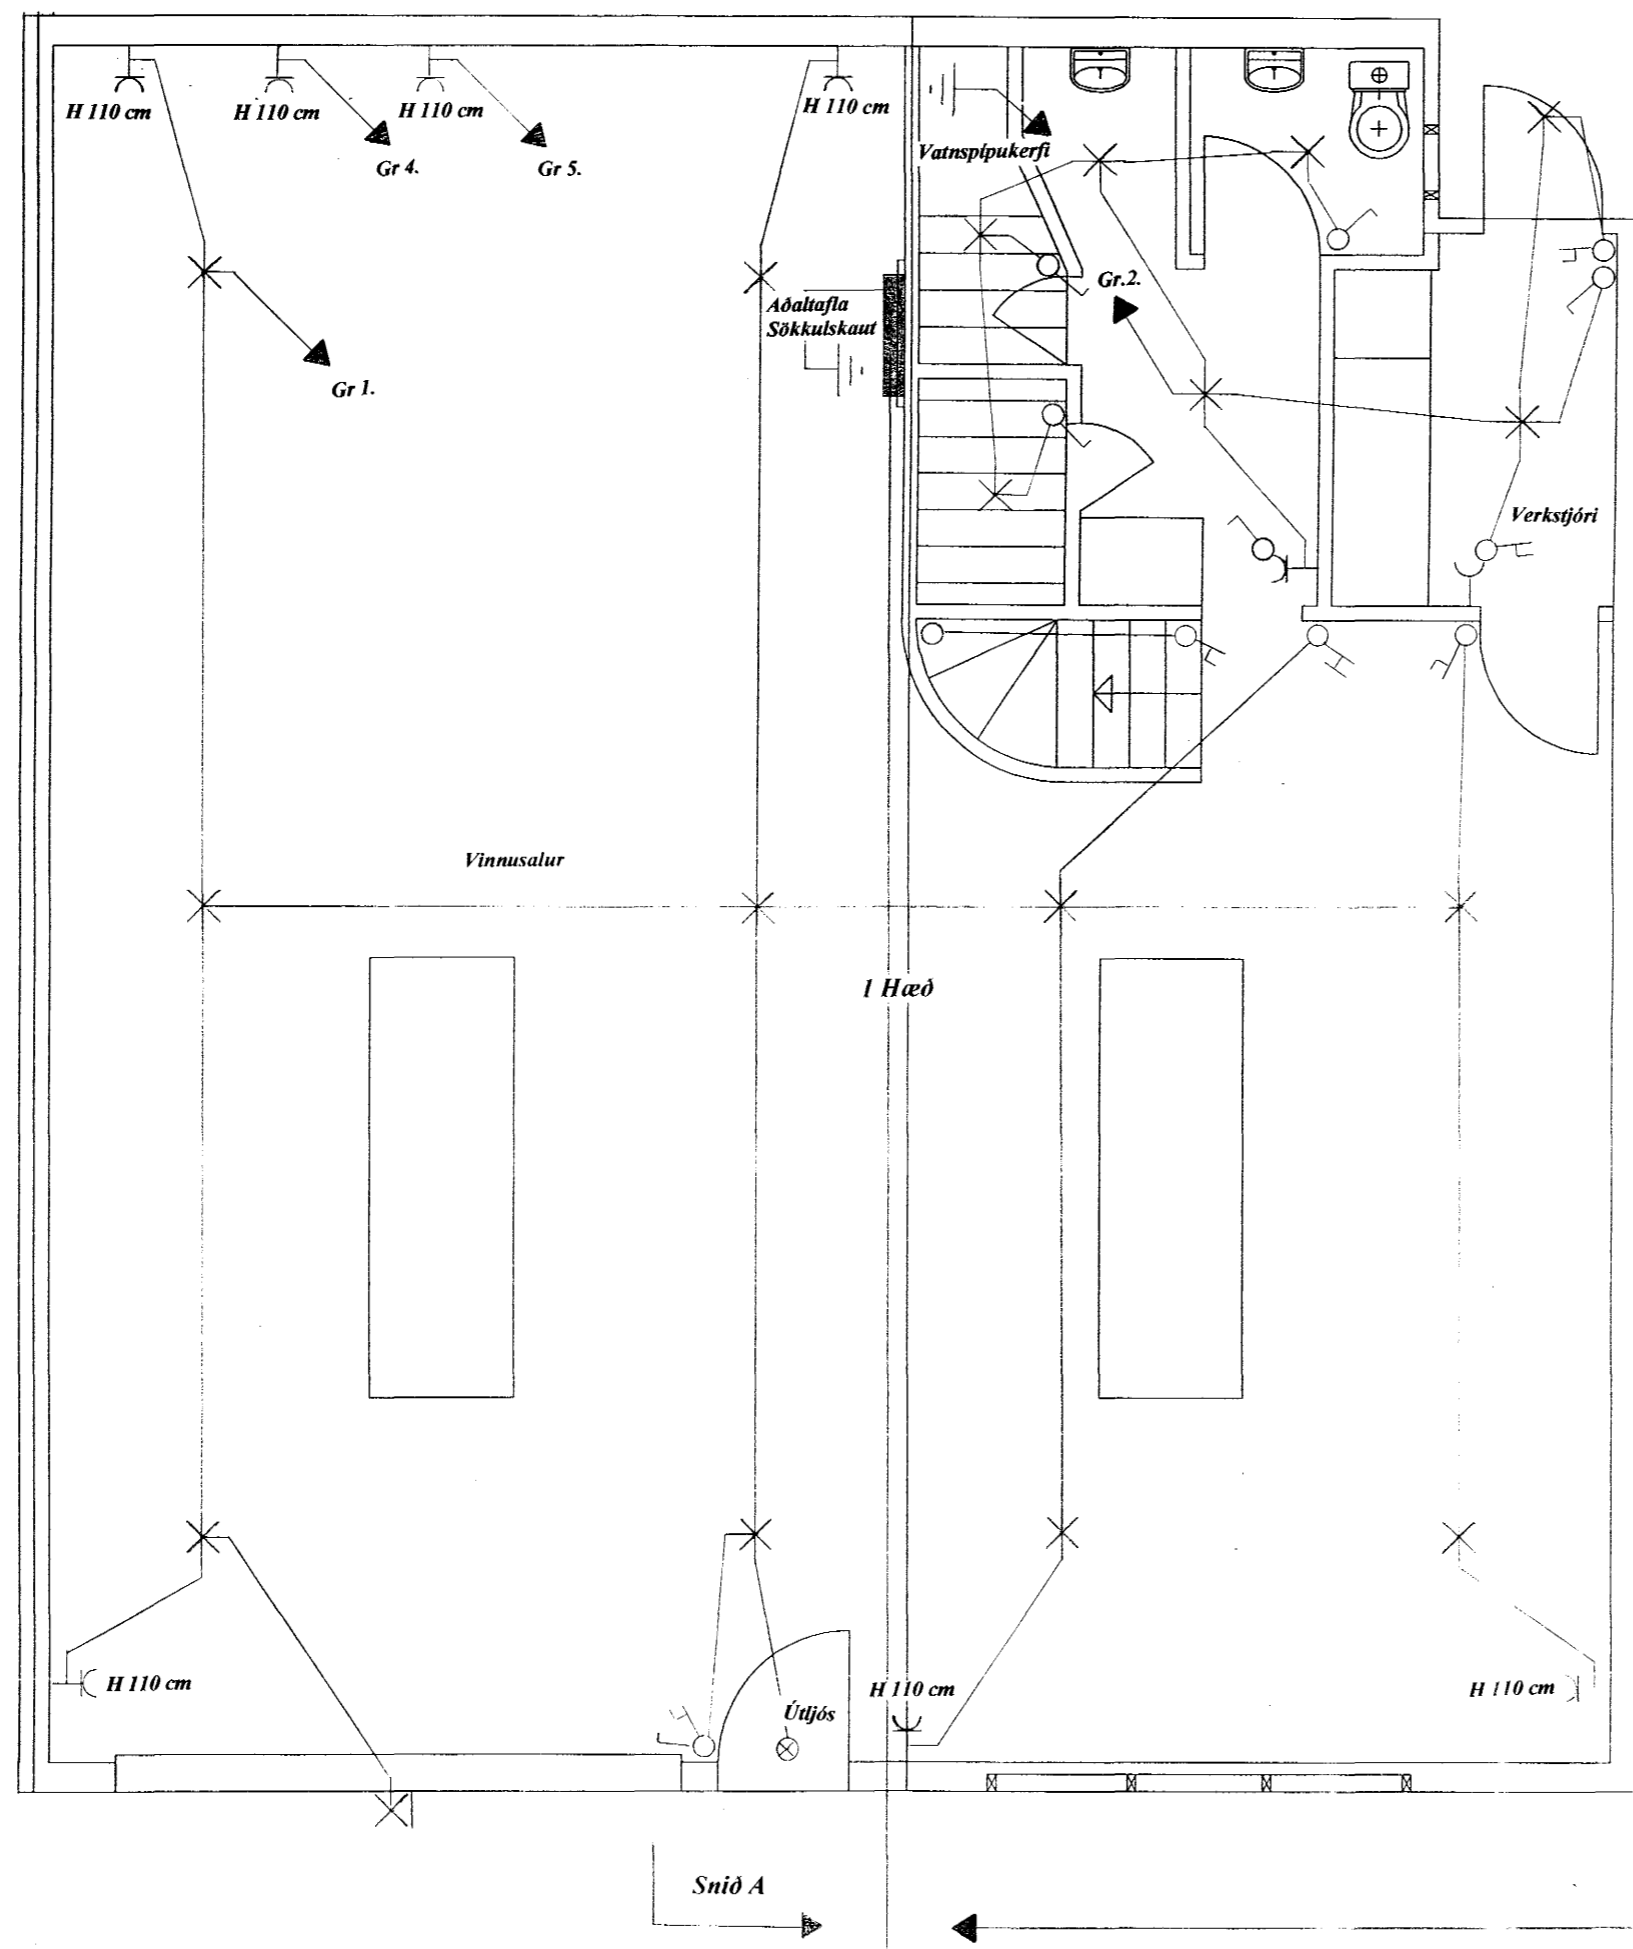 H 110 cm
H 110 cm
H 110 cm
H 110 cm
Gr 4.
Gr 5.
Vatnspípukerfi
Gr.2.
Aðaltafla
Sökkulskaut
Gr 1.
Verkstjóri
Vinnusalur
1 Hæð
H 110 cm
H 110 cm
H 110 cm
Útljós
Snið A